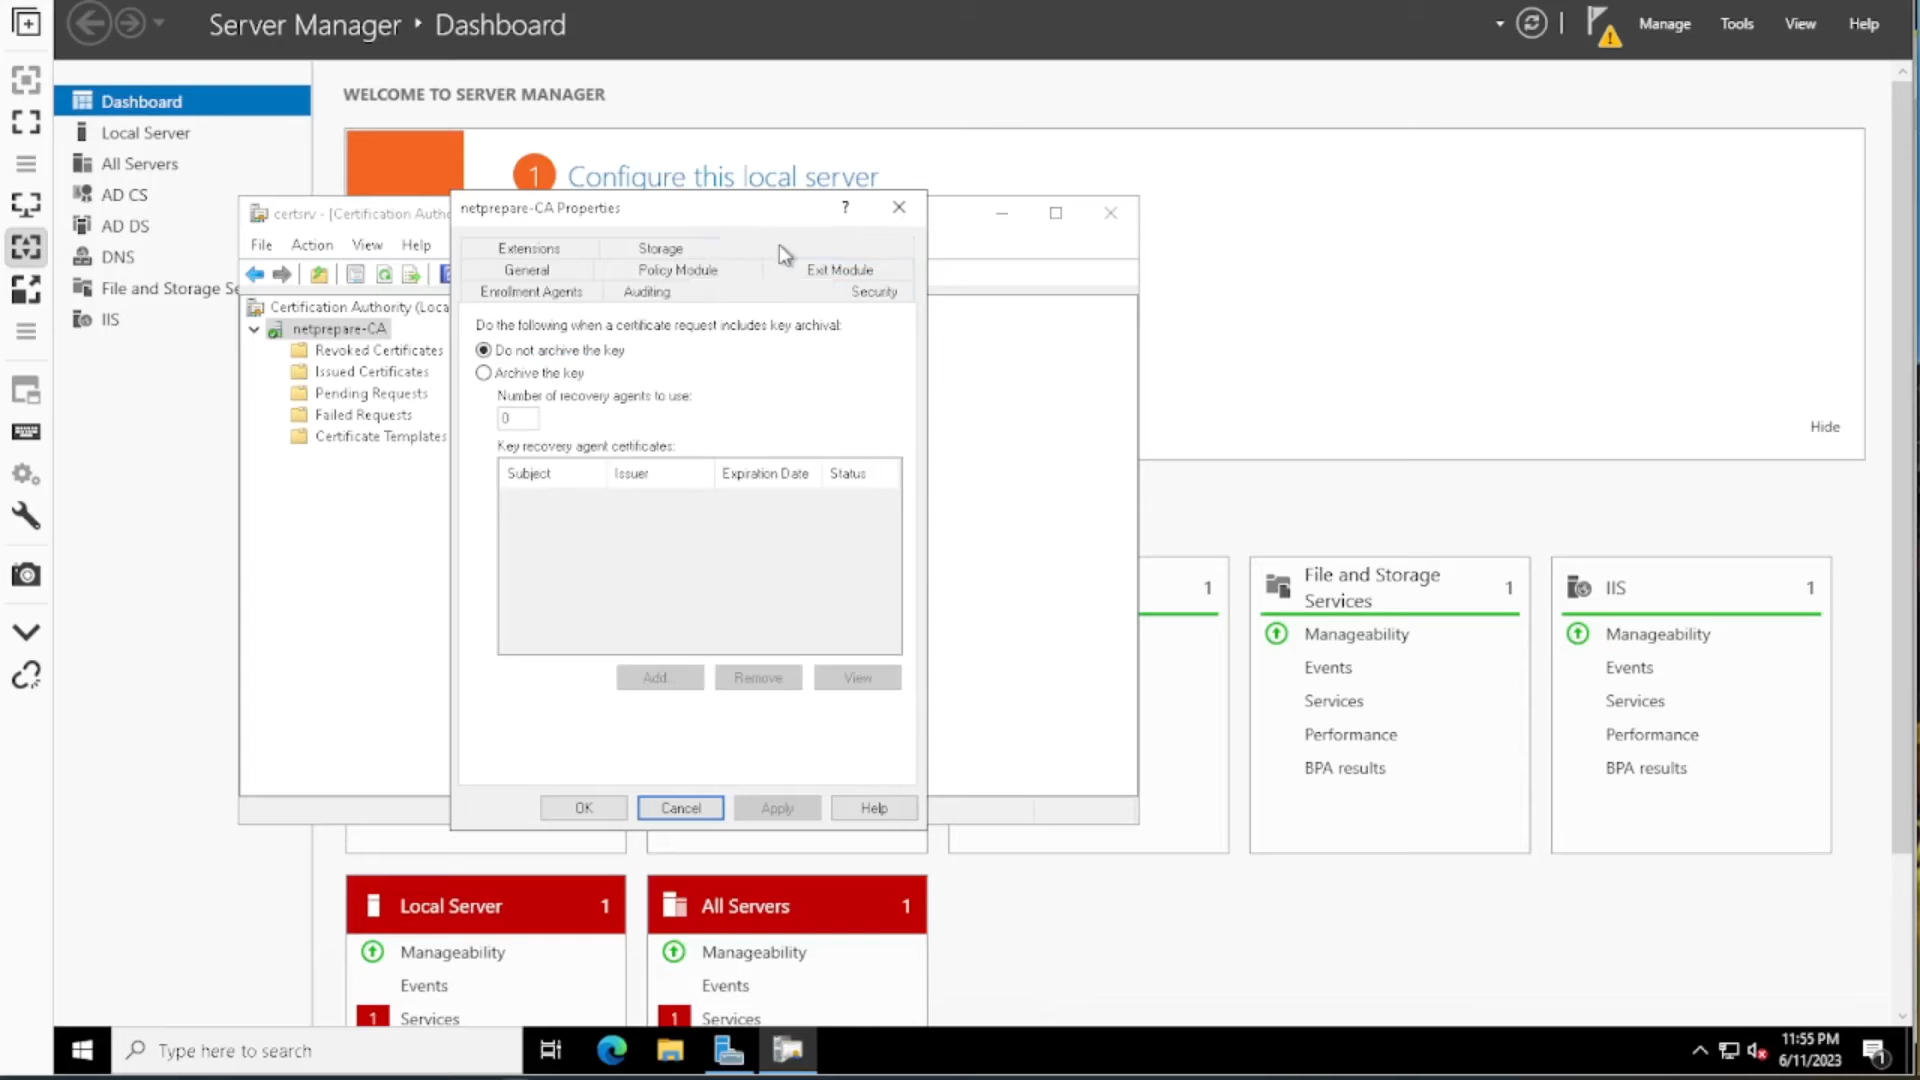 Server Manager ‣ Dashboard
Manage
Tools
View
Help
Dashboard
Local Server
All Servers
AD CS
AD DS
DNS
File and Storage Se
IIS
WELCOME TO SERVER MANAGER
1 Configure this local server
Hide
certsrv - [Certification Autho
File
Action
View
Help
Certification Authority (Loca
netprepare-CA
Revoked Certificates
Issued Certificates
Pending Requests
Failed Requests
Certificate Templates
netprepare-CA Properties
?
Extensions
Storage
General
Policy Module
Exit Module
Enrollment Agents
Auditing
Security
Do the following when a certificate request includes key archival:
Do not archive the key
Archive the key
Number of recovery agents to use:
0
Key recovery agent certificates:
Subject
Issuer
Expiration Date
Status
Add...
Remove
View
OK
Cancel
Apply
Help
1
File and Storage
Services
1
Manageability
Events
Services
Performance
BPA results
IIS
1
Manageability
Events
Services
Performance
BPA results
Local Server
1
Manageability
Events
1 Services
All Servers
1
Manageability
Events
1 Services
Type here to search
11:55 PM
6/11/2023
1